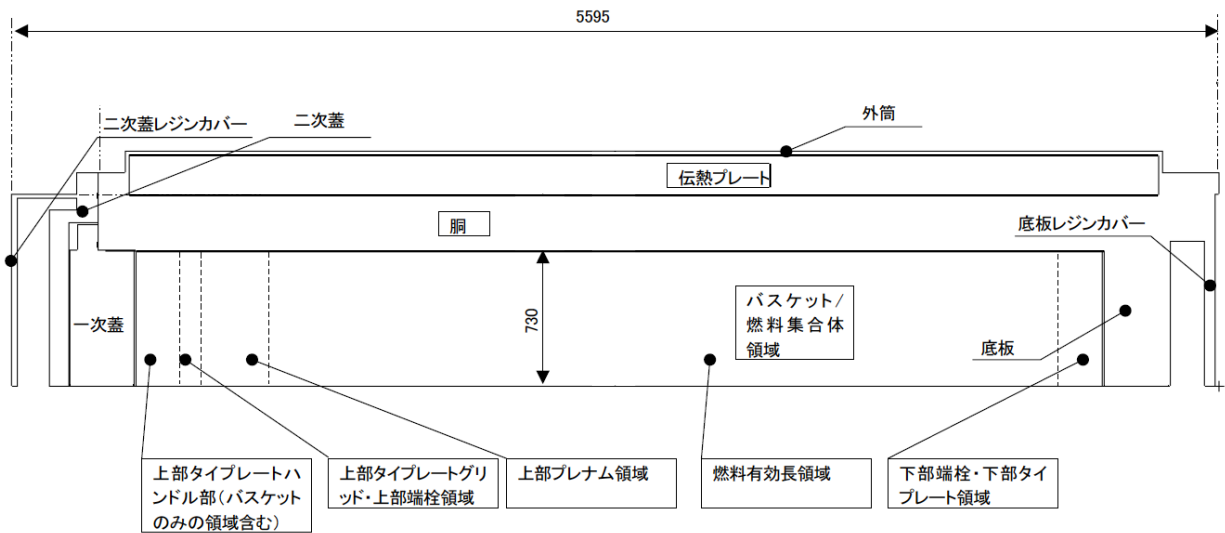 5595
二次蓋レジンカバー
二次蓋
外筒
伝熱プレート
胴
底板レジンカバー
一次蓋
730
バスケット/
燃料集合体
領域
底板
上部タイプレートハ
ンドル部(バスケット
のみの領域含む)
上部タイプレートグリ
ッド・上部端栓領域
上部プレナム領域
燃料有効長領域
下部端栓・下部タイ
プレート領域